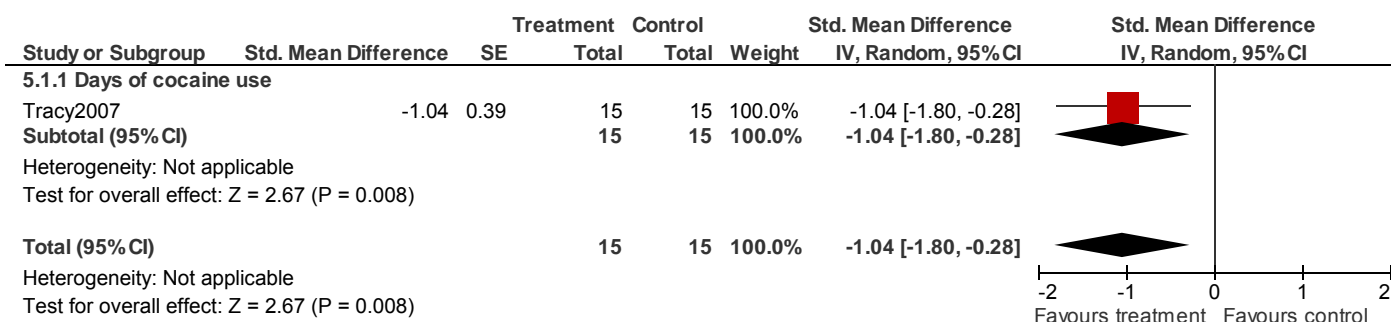 Treatment Control Std. Mean Difference Std. Mean Difference
Study or Subgroup Std. Mean Difference SE Total Total Weight IV, Random, 95% CI IV, Random, 95% CI
5.1.1 Days of cocaine use
Tracy2007 -1.04 0.39 15 15 100.0% -1.04 [-1.80, -0.28]
Subtotal (95% CI) 15 15 100.0% -1.04 [-1.80, -0.28]
Heterogeneity: Not applicable
Test for overall effect: Z = 2.67 (P = 0.008)
Total (95% CI) 15 15 100.0% -1.04 [-1.80, -0.28]
Heterogeneity: Not applicable
Test for overall effect: Z = 2.67 (P = 0.008)
-2 -1 0 1 2
Favours treatment Favours control